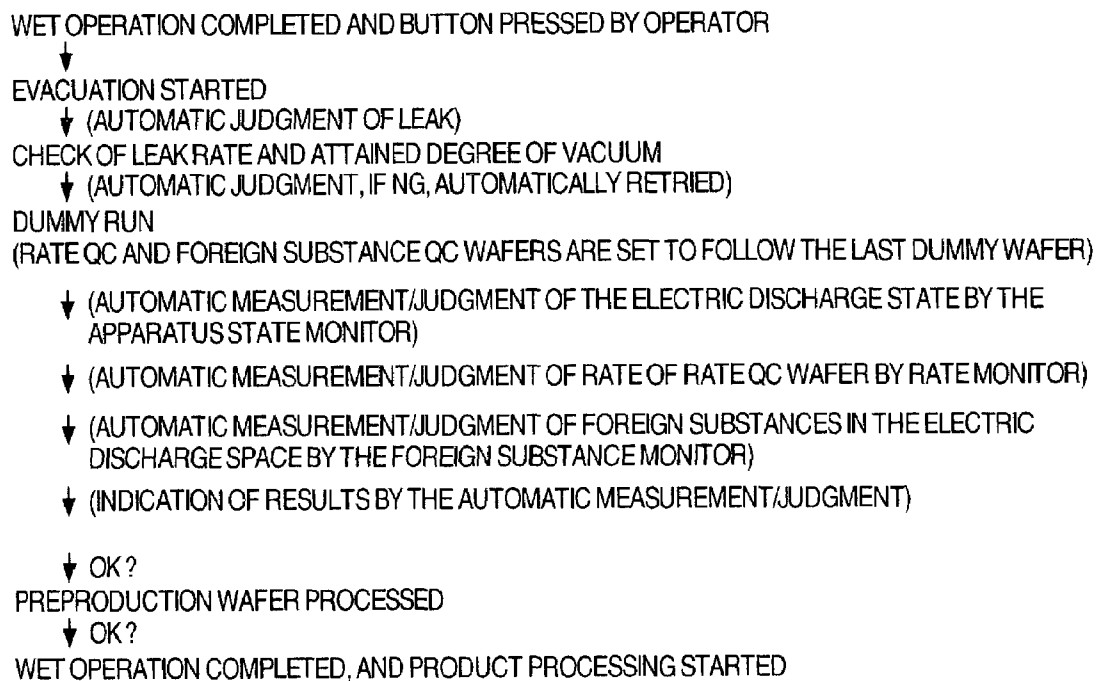 WET OPERATION COMPLETED AND BUTTON PRESSED BY OPERATOR
EVACUATION STARTED
(AUTOMATIC JUDGMENT OF LEAK)
CHECK OF LEAK RATE AND ATTAINED DEGREE OF VACUUM
(AUTOMATIC JUDGMENT, IF NG, AUTOMATICALLY RETRIED)
DUMMY RUN
(RATE QC AND FOREIGN SUBSTANCE QC WAFERS ARE SET TO FOLLOW THE LAST DUMMY WAFER)
(AUTOMATIC MEASUREMENT/JUDGMENT OF THE ELECTRIC DISCHARGE STATE BY THE
APPARATUS STATE MONITOR)
(AUTOMATIC MEASUREMENT/JUDGMENT OF RATE OF RATE QC WAFER BY RATE MONITOR)
(AUTOMATIC MEASUREMENT/JUDGMENT OF FOREIGN SUBSTANCES IN THE ELECTRIC
DISCHARGE SPACE BY THE FOREIGN SUBSTANCE MONITOR)
(INDICATION OF RESULTS BY THE AUTOMATIC MEASUREMENT/JUDGMENT)
OK?
PREPRODUCTION WAFER PROCESSED
OK?
WET OPERATION COMPLETED, AND PRODUCT PROCESSING STARTED